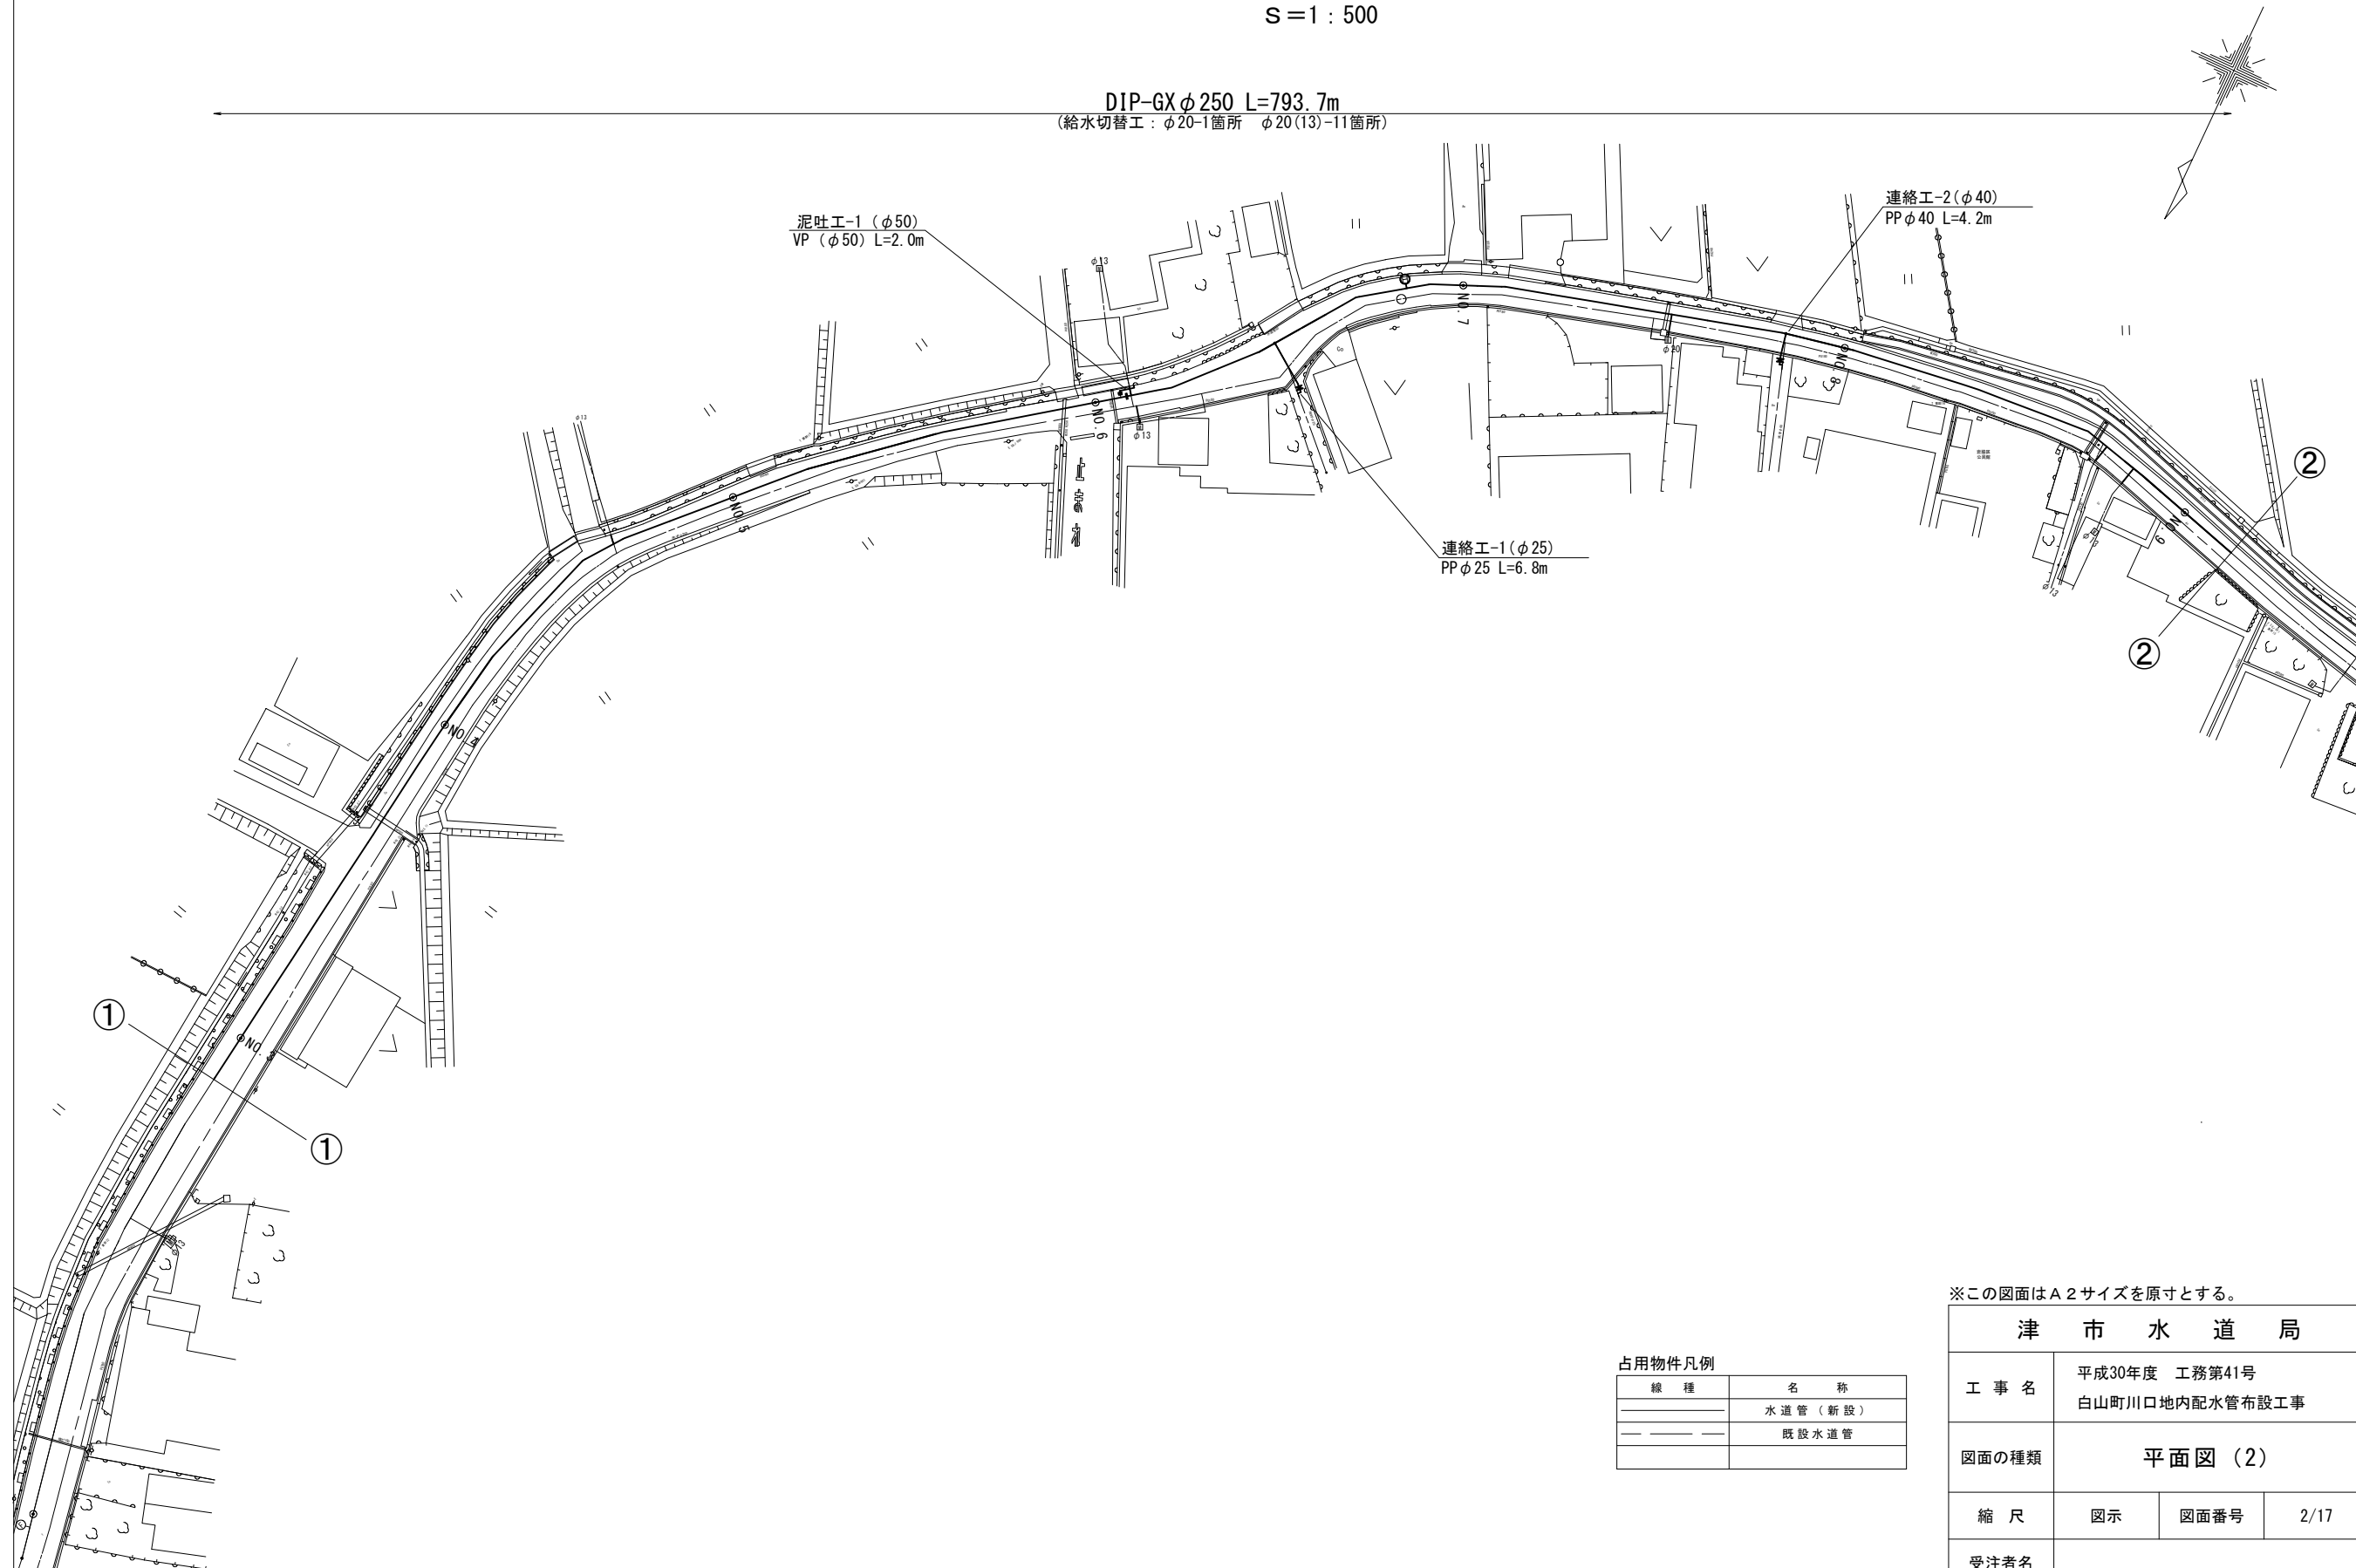 S=1:500
DIP-GXφ250 L=793.7m
(給水切替工：φ20-1箇所　φ20(13)-11箇所)
連絡工-2(φ40)
PPφ40 L=4.2m
泥吐工-1（φ50）
VP（φ50）L=2.0m
φ13
NO.7
φ20
NO.8
NO.6
φ13
φ13
NO.5
②
連絡工-1(φ25)
PPφ25 L=6.8m
NO.9
φ13
φ13
②
NO.4
①
NO.3
①
※この図面はA2サイズを原寸とする。
津市水道局
工事名
平成30年度　工務第41号
白山町川口地内配水管布設工事
図面の種類
平面図（2）
縮尺
図示
図面番号
2/17
受注者名
占用物件凡例
線種
名称
水道管（新設）
既設水道管